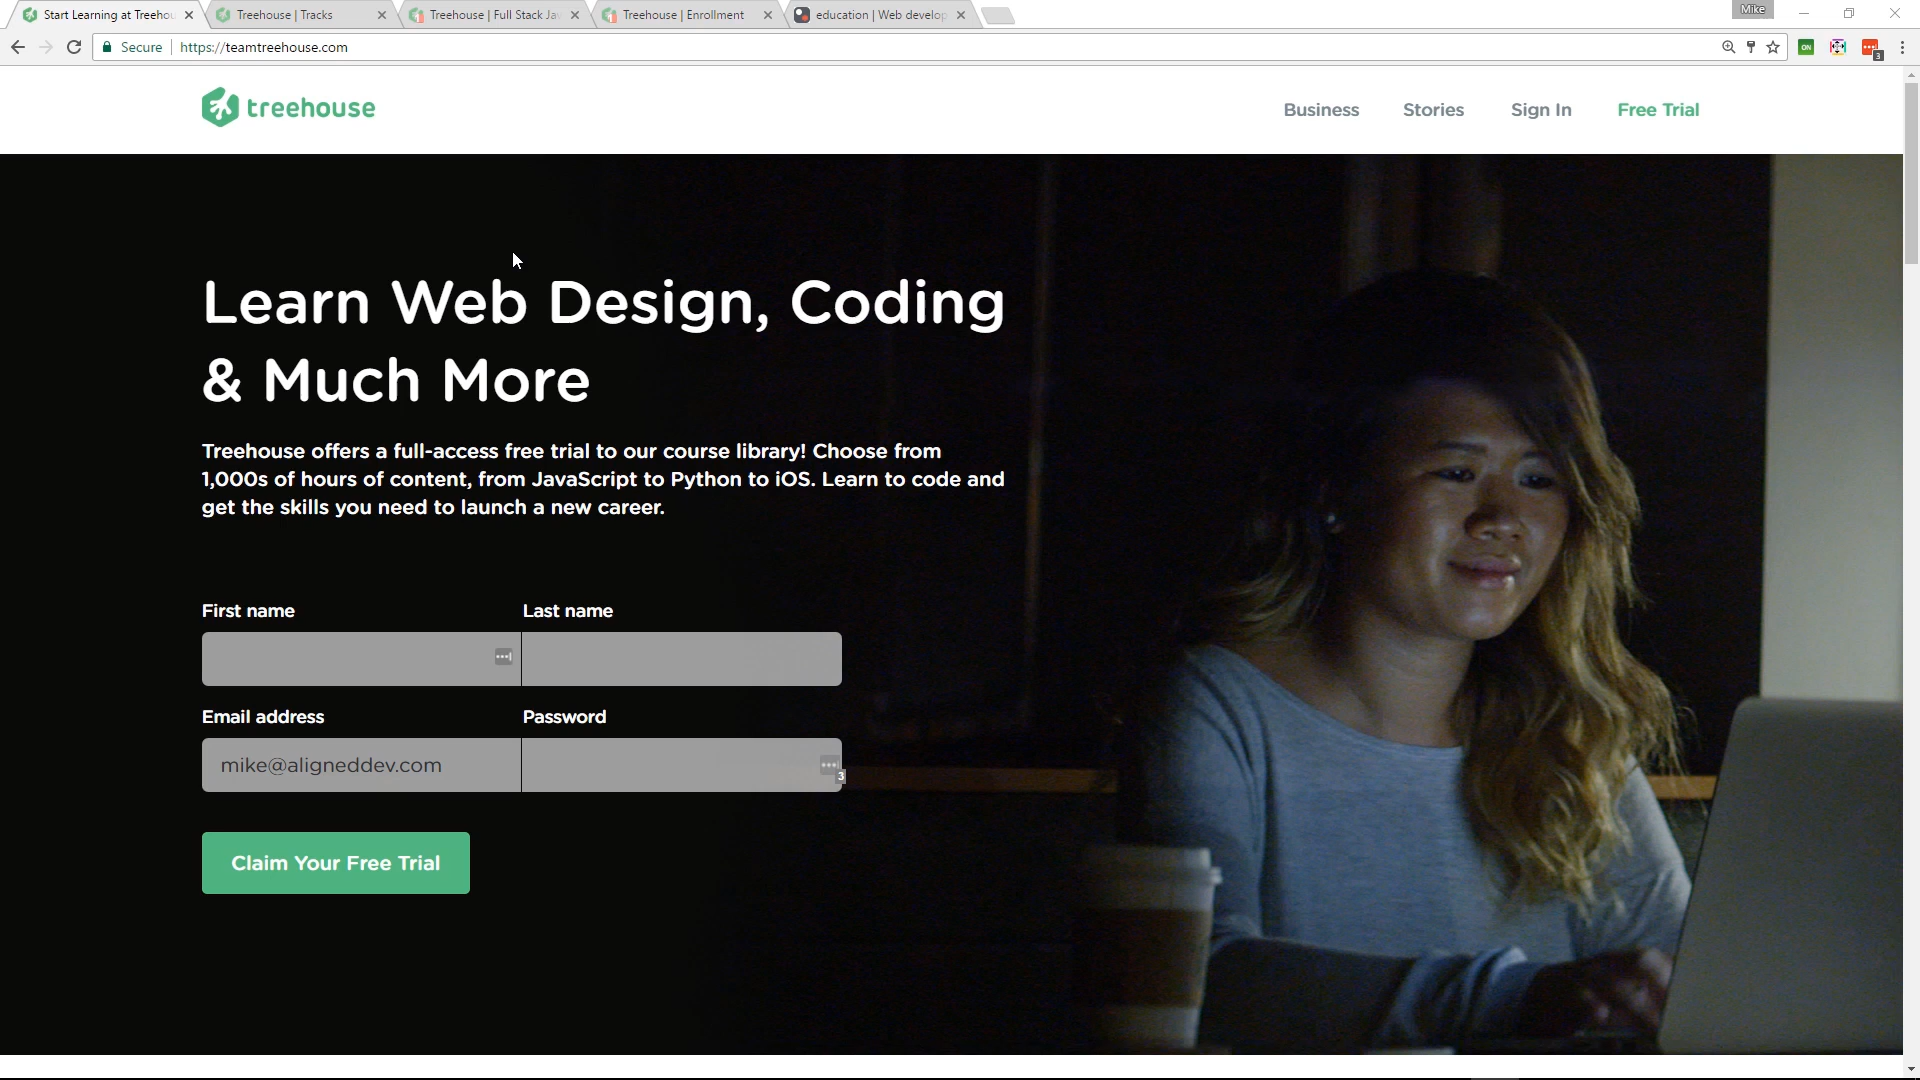 Start Learning at Treehou
Treehouse | Tracks
Treehouse | Full Stack Jav
Treehouse | Enrollment
education | Web develop
Mike
Secure
https://teamtreehouse.com
ON
3
treehouse
Business
Stories
Sign In
Free Trial
Learn Web Design, Coding
& Much More
Treehouse offers a full-access free trial to our course library! Choose from
1,000s of hours of content, from JavaScript to Python to iOS. Learn to code and
get the skills you need to launch a new career.
First name
Last name
Email address
Password
mike@aligneddev.com
3
Claim Your Free Trial